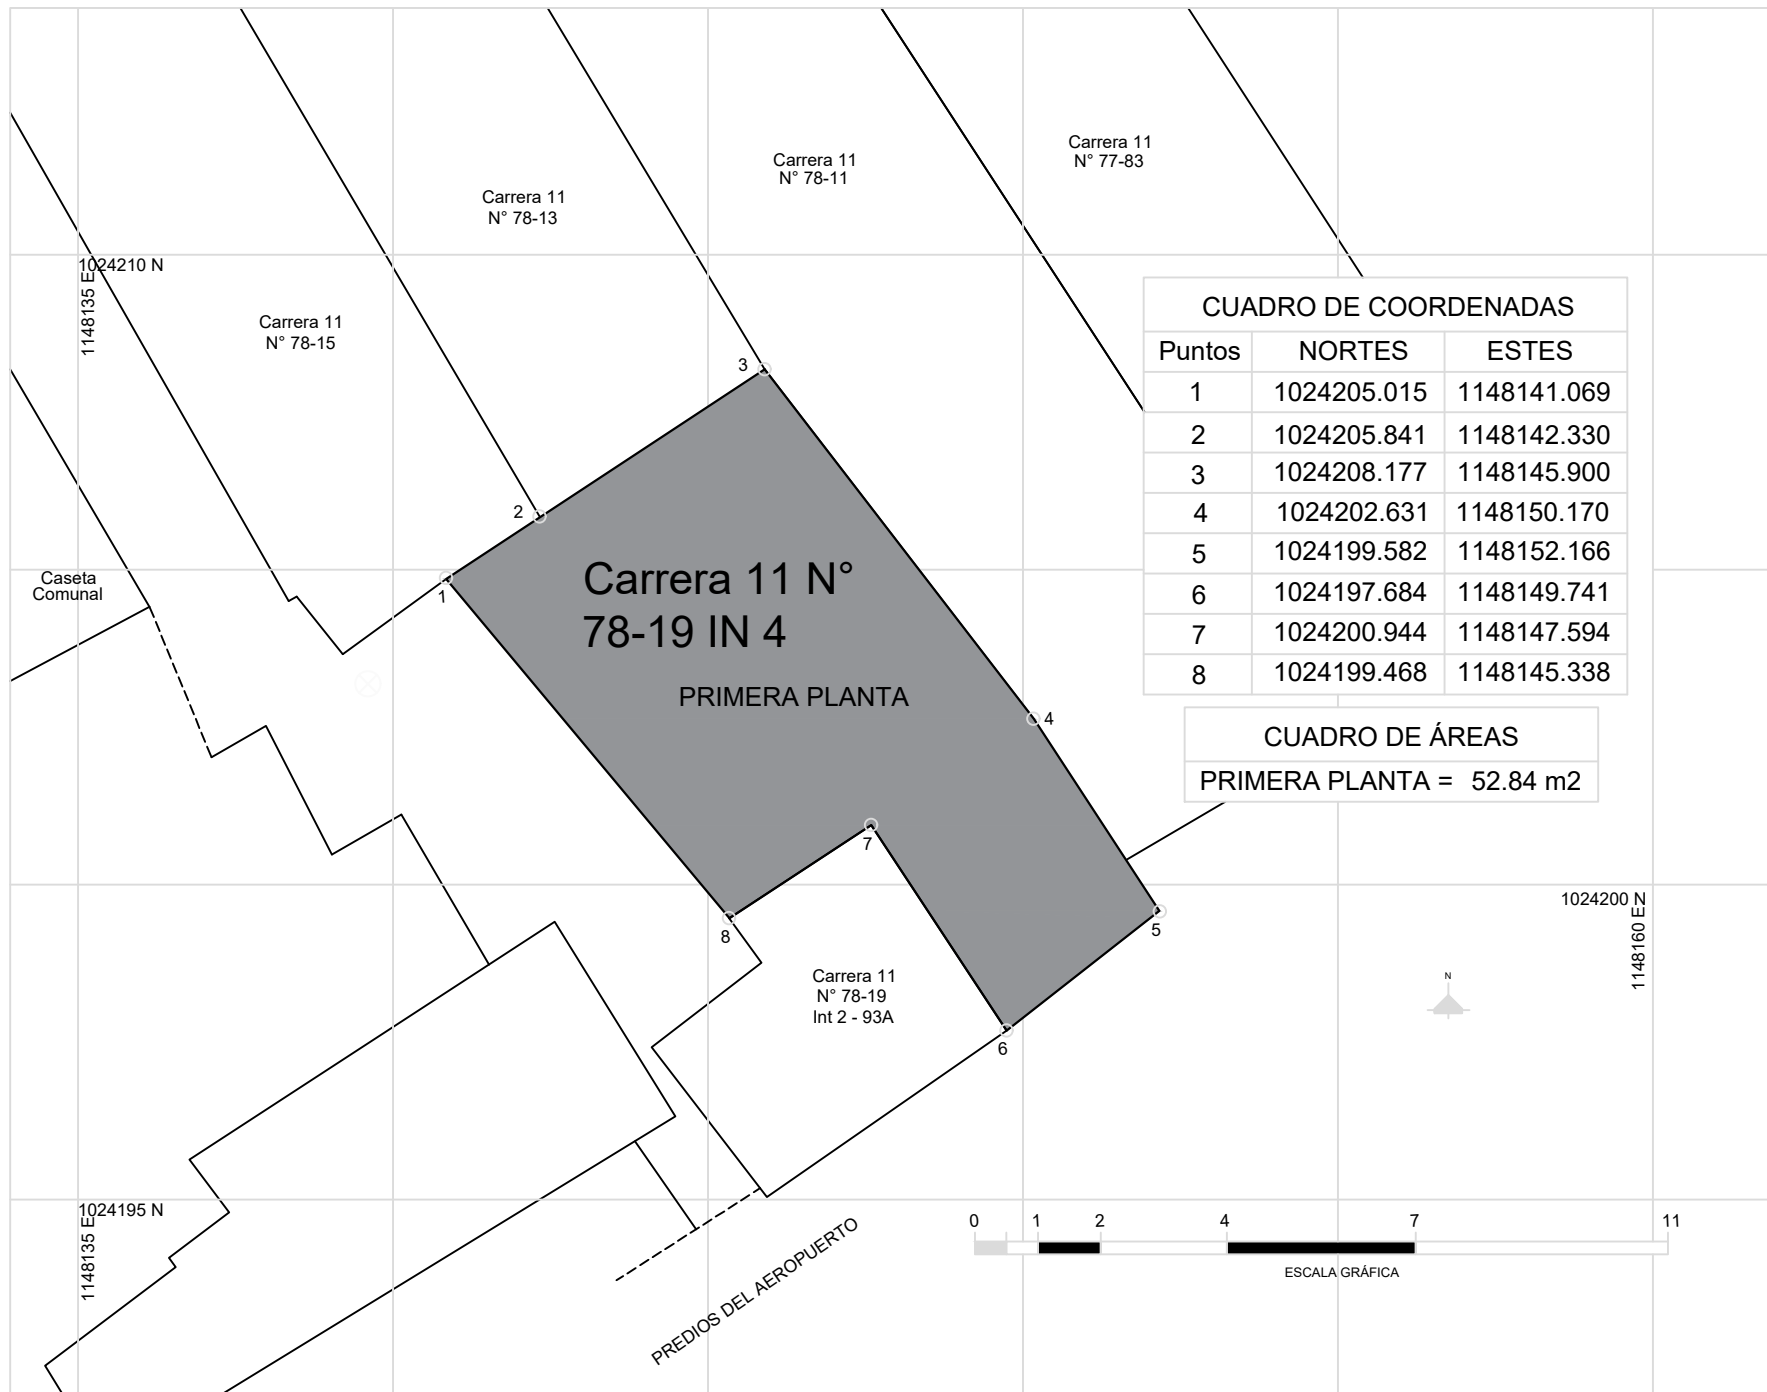 Carrera 11
N° 77-83
Carrera 11
N° 78-11
Carrera 11
N° 78-13
1024210 N
1148135 E
Carrera 11
N° 78-15
CUADRO DE COORDENADAS
Puntos NORTES ESTES
1 1024205.015 1148141.069
2 1024205.841 1148142.330
3 1024208.177 1148145.900
4 1024202.631 1148150.170
5 1024199.582 1148152.166
6 1024197.684 1148149.741
7 1024200.944 1148147.594
8 1024199.468 1148145.338
3
2
1
Caseta
Comunal
Carrera 11 N°
78-19 IN 4
PRIMERA PLANTA
4
CUADRO DE ÁREAS
PRIMERA PLANTA = 52.84 m2
7
8
5
1024200 N
1148160 E
N
Carrera 11
N° 78-19
Int 2 - 93A
6
1024195 N
1148135 E
PREDIOS DEL AEROPUERTO
0 1 2 4 7 11
ESCALA GRÁFICA